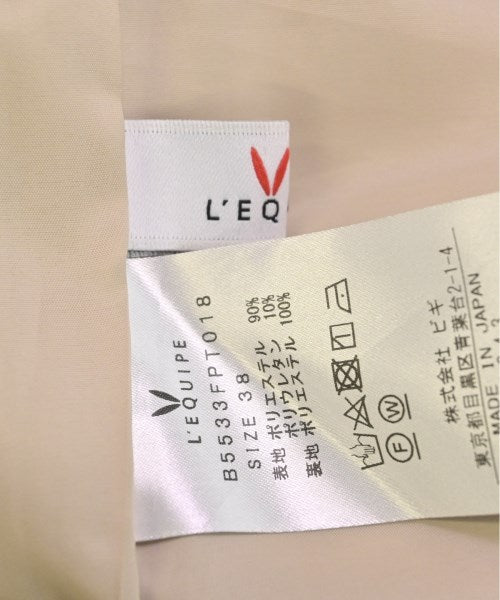 L'EQ
L'EQUIPE
B5533FPT018
SIZE 38
表地 ポリエステル 90%
ポリウレタン 10%
裏地 ポリエステル 100%
F W
株式会社 ビギ
東京都目黒区青葉台2-1-4
MADE IN JAPAN